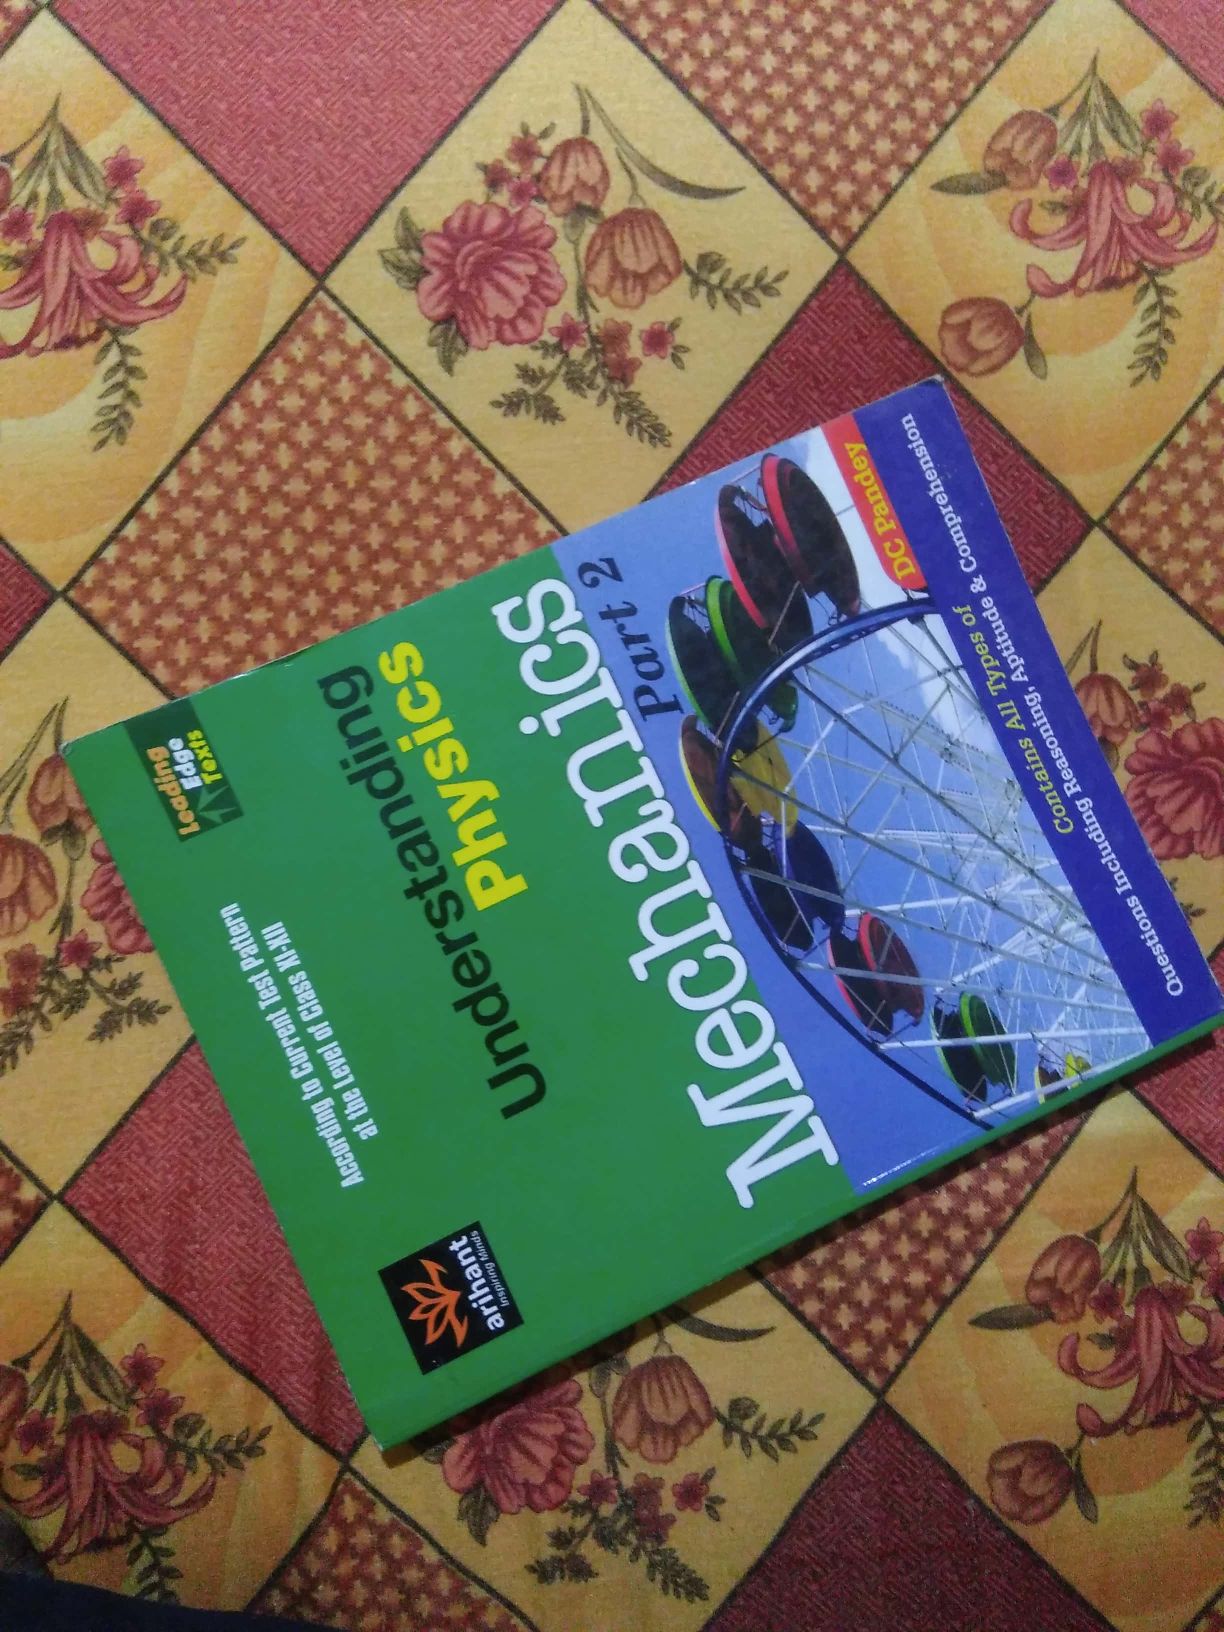 Leading
Edge
Texts
According to Current Test Pattern
at the Level of Class XI-XII
arihant
Inspiring Minds
Understanding
Physics
Mechanics
Part 2
DC Pandey
Contains All Types of
Questions Including Reasoning, Aptitude & Comprehension